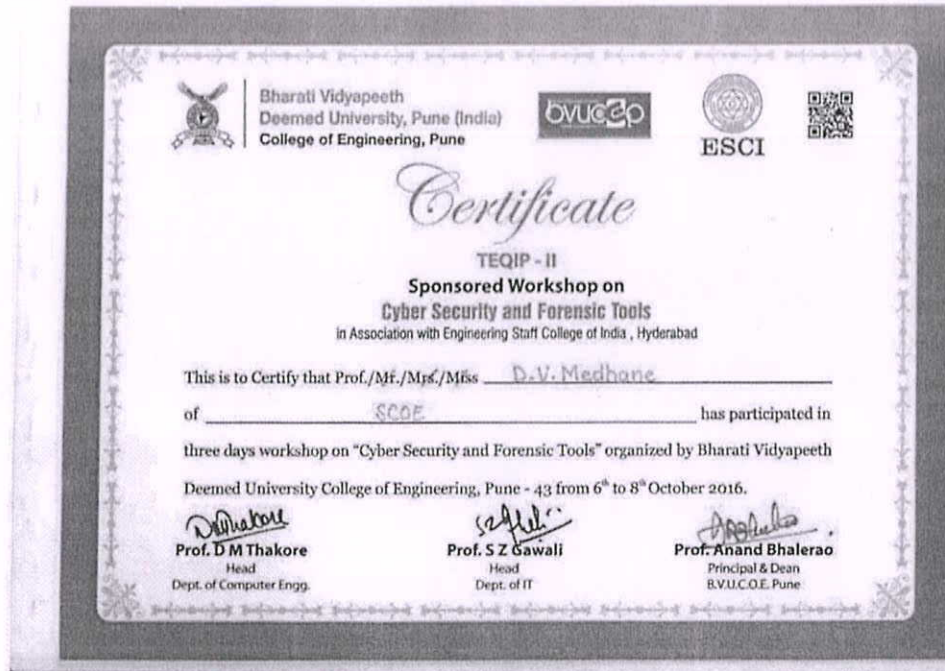 Bharati Vidyapeeth
Deemed University, Pune (India)
College of Engineering, Pune
bvucep
ESCI
Certificate
TEQIP - II
Sponsored Workshop on
Cyber Security and Forensic Tools
in Association with Engineering Staff College of India , Hyderabad
This is to Certify that Prof./Mr./Mrs./Miss D.V. Medhane
of SCOE has participated in
three days workshop on "Cyber Security and Forensic Tools" organized by Bharati Vidyapeeth
Deemed University College of Engineering, Pune - 43 from 6th to 8th October 2016.
Prof. D M Thakore
Head
Dept. of Computer Engg.
Prof. S Z Gawali
Head
Dept. of IT
Prof. Anand Bhalerao
Principal & Dean
B.V.U.C.O.E. Pune